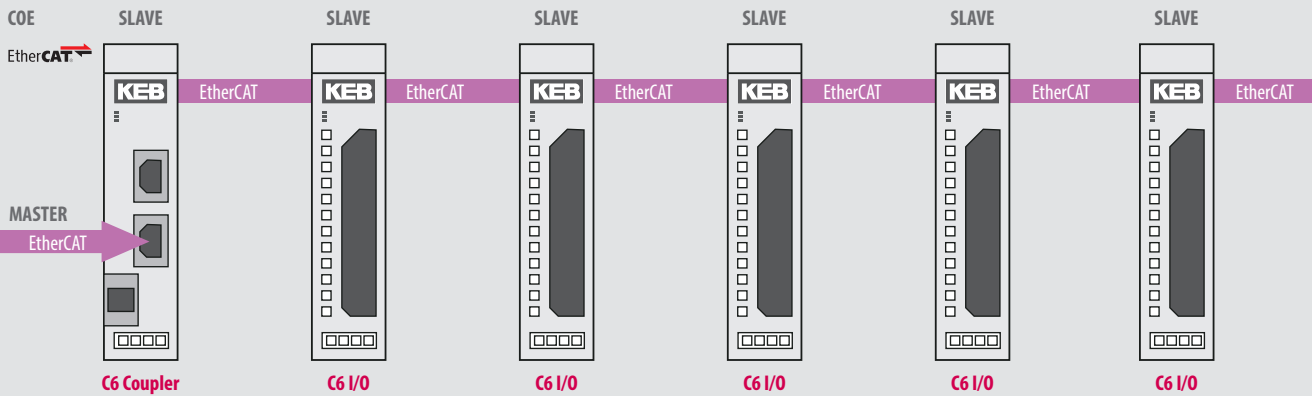 COE SLAVE SLAVE SLAVE SLAVE SLAVE SLAVE
EtherCAT.
KEB EtherCAT KEB EtherCAT KEB EtherCAT KEB EtherCAT KEB EtherCAT KEB EtherCAT
MASTER
EtherCAT
C6 Coupler C6 I/O C6 I/O C6 I/O C6 I/O C6 I/O